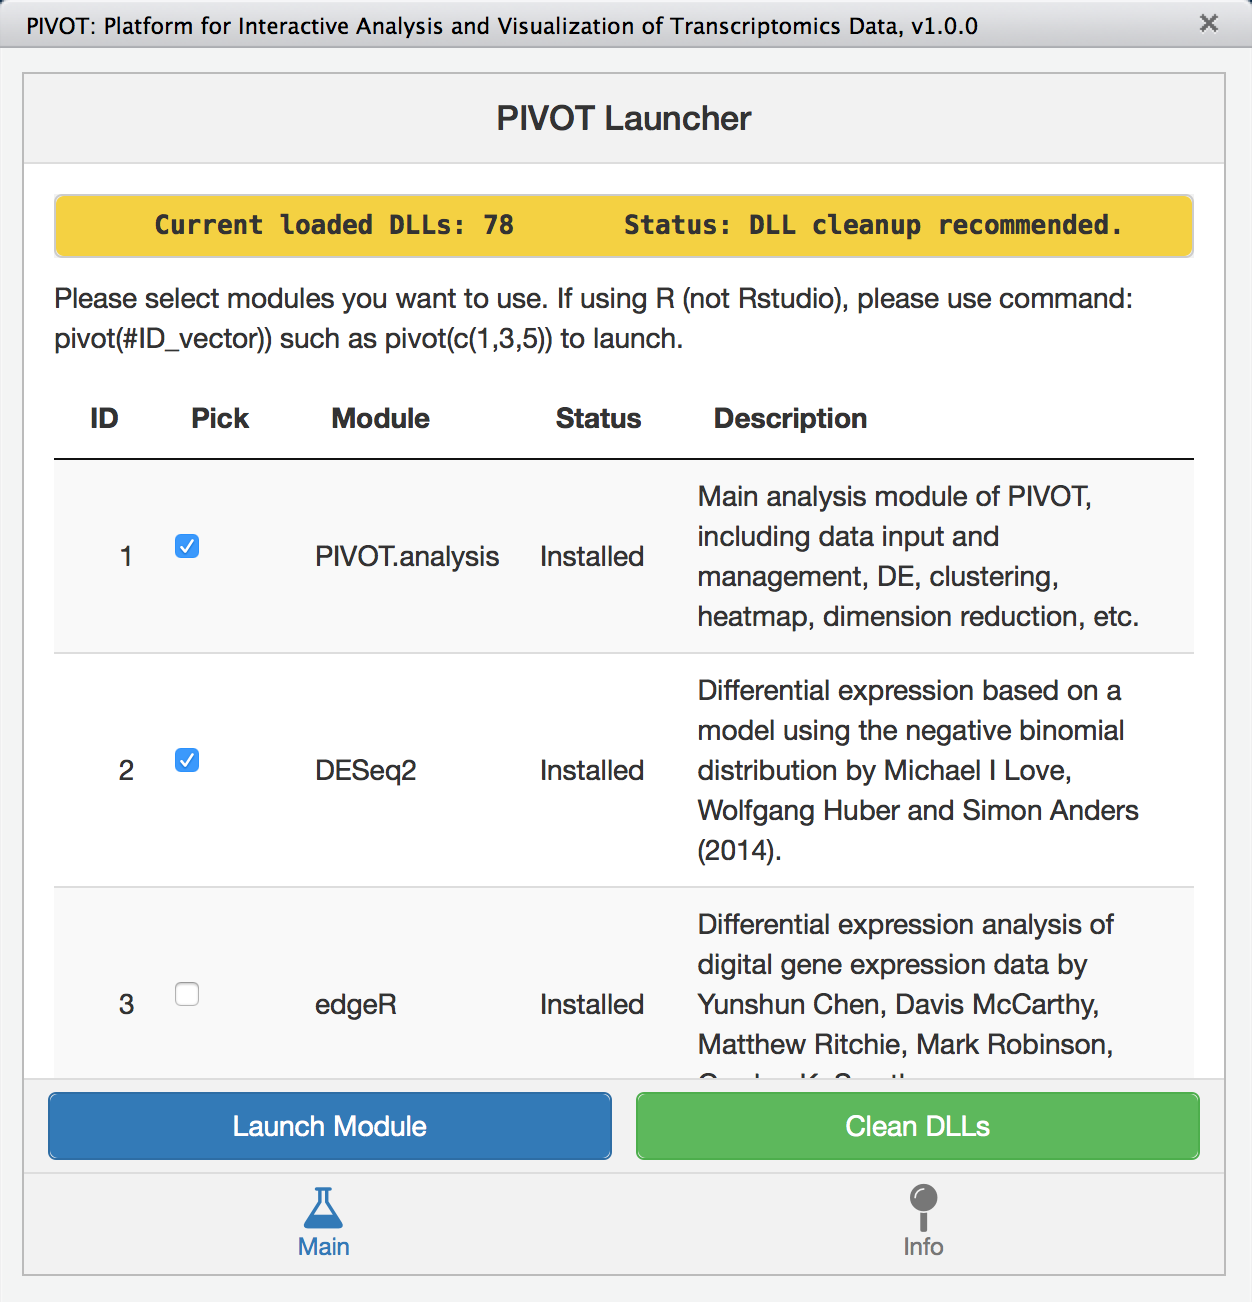 PIVOT: Platform for Interactive Analysis and Visualization of Transcriptomics Data, v1.0.0
PIVOT Launcher
Current loaded DLLs: 78 Status: DLL cleanup recommended.
Please select modules you want to use. If using R (not Rstudio), please use command:
pivot(#ID_vector)) such as pivot(c(1,3,5)) to launch.
ID Pick Module Status Description
1 PIVOT.analysis Installed
Main analysis module of PIVOT,
including data input and
management, DE, clustering,
heatmap, dimension reduction, etc.
2 DESeq2 Installed
Differential expression based on a
model using the negative binomial
distribution by Michael I Love,
Wolfgang Huber and Simon Anders
(2014).
3 edgeR Installed
Differential expression analysis of
digital gene expression data by
Yunshun Chen, Davis McCarthy,
Matthew Ritchie, Mark Robinson,
Launch Module Clean DLLs
Main Info